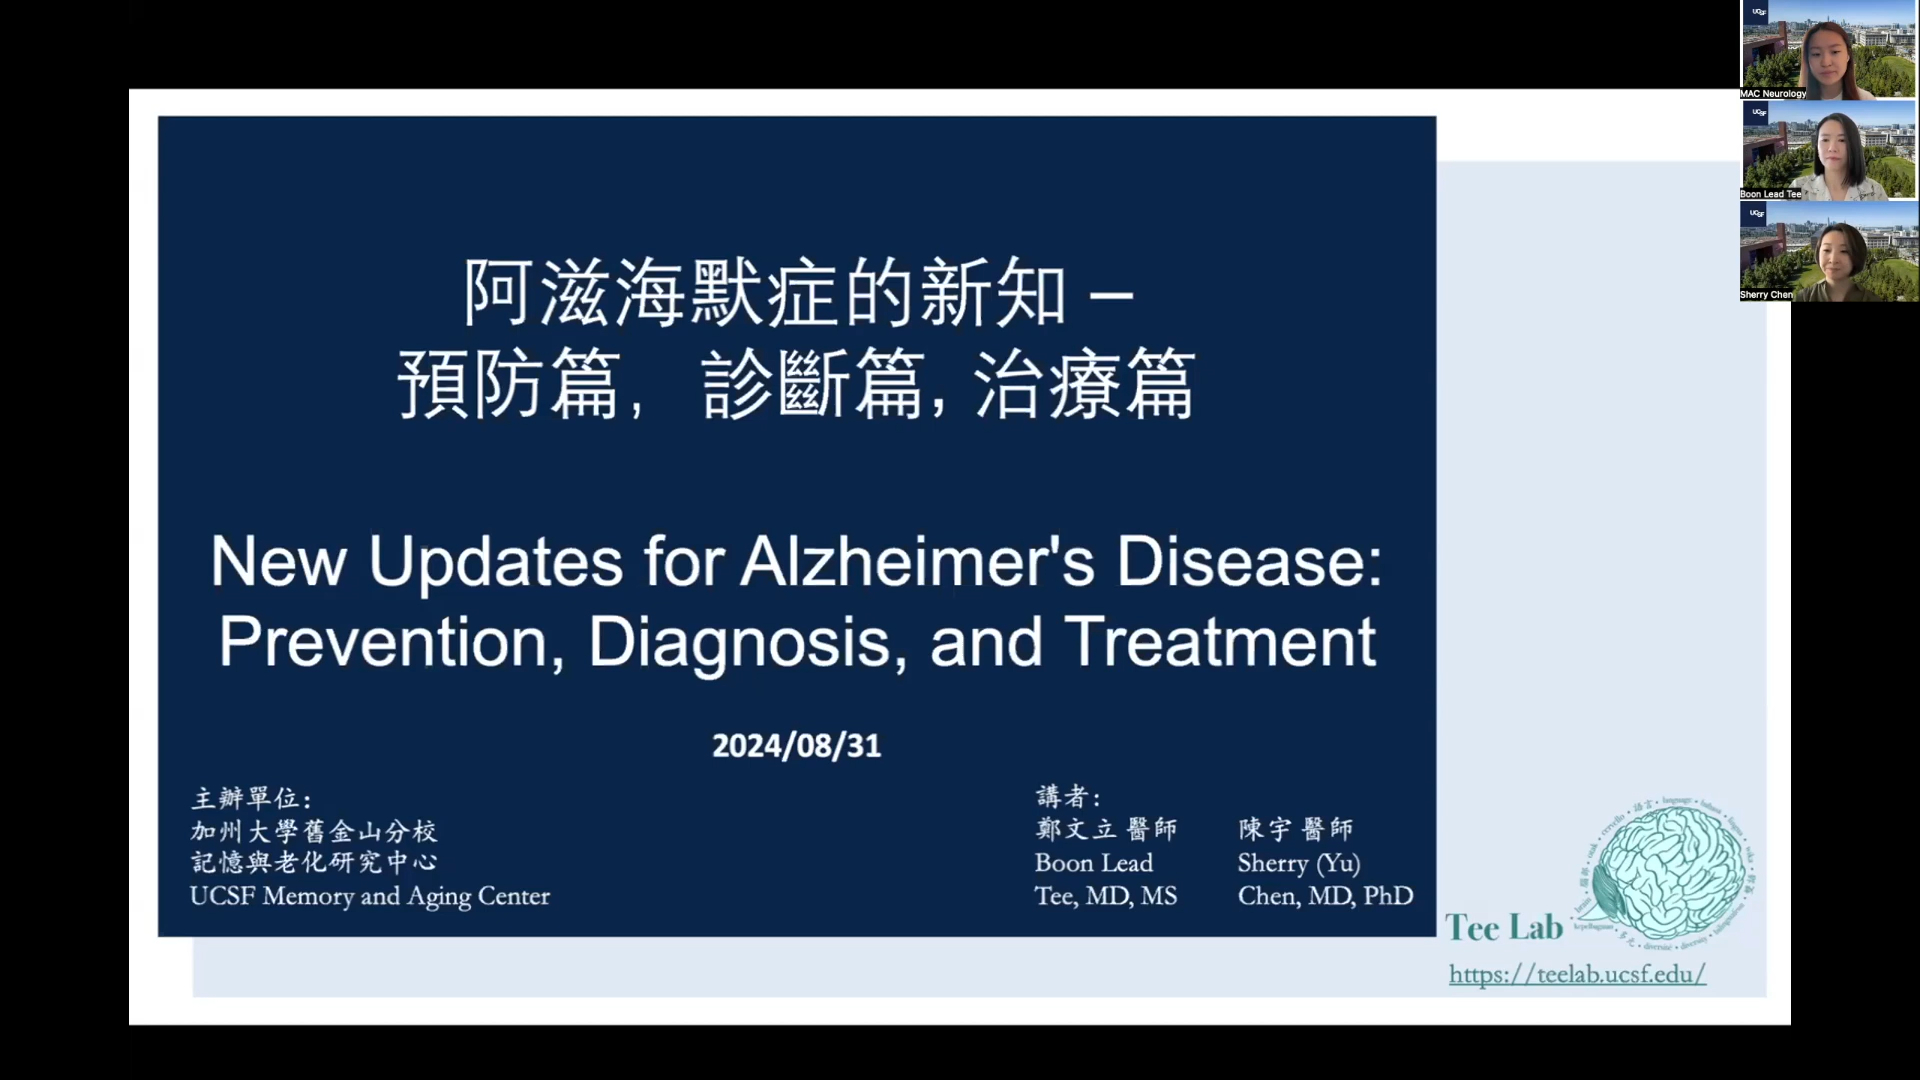 阿滋海默症的新知 –
預防篇, 診斷篇, 治療篇
New Updates for Alzheimer's Disease:
Prevention, Diagnosis, and Treatment
2024/08/31
主辦單位:
加州大學舊金山分校
記憶與老化研究中心
UCSF Memory and Aging Center
講者:
鄭文立 醫師
Boon Lead
Tee, MD, MS
陳宇 醫師
Sherry (Yu)
Chen, MD, PhD
Tee Lab
https://teelab.ucsf.edu/
UCSF
MAC Neurology
UCSF
Boon Lead Tee
UCSF
Sherry Chen